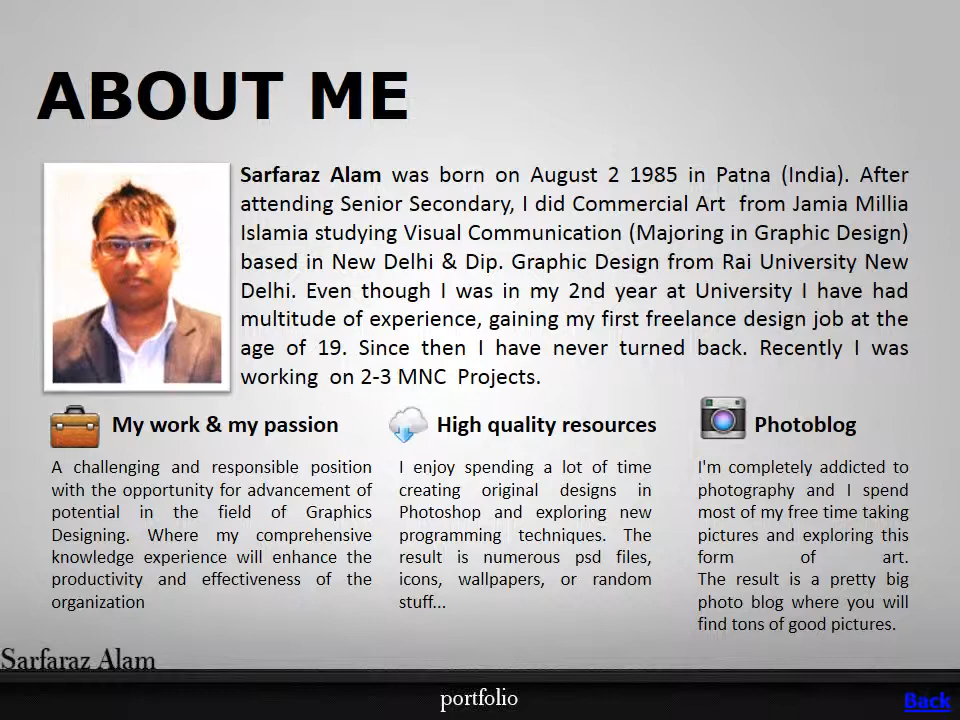 ABOUT ME
Sarfaraz Alam was born on August 2 1985 in Patna (India). After
attending Senior Secondary, I did Commercial Art from Jamia Millia
Islamia studying Visual Communication (Majoring in Graphic Design)
based in New Delhi & Dip. Graphic Design from Rai University New
Delhi. Even though I was in my 2nd year at University I have had
multitude of experience, gaining my first freelance design job at the
age of 19. Since then I have never turned back. Recently I was
working on 2-3 MNC Projects.
My work & my passion
A challenging and responsible position
with the opportunity for advancement of
potential in the field of Graphics
Designing. Where my comprehensive
knowledge experience will enhance the
productivity and effectiveness of the
organization
High quality resources
I enjoy spending a lot of time
creating original designs in
Photoshop and exploring new
programming techniques. The
result is numerous psd files,
icons, wallpapers, or random
stuff...
Photoblog
I'm completely addicted to
photography and I spend
most of my free time taking
pictures and exploring this
form of art.
The result is a pretty big
photo blog where you will
find tons of good pictures.
Sarfaraz Alam
portfolio
Back